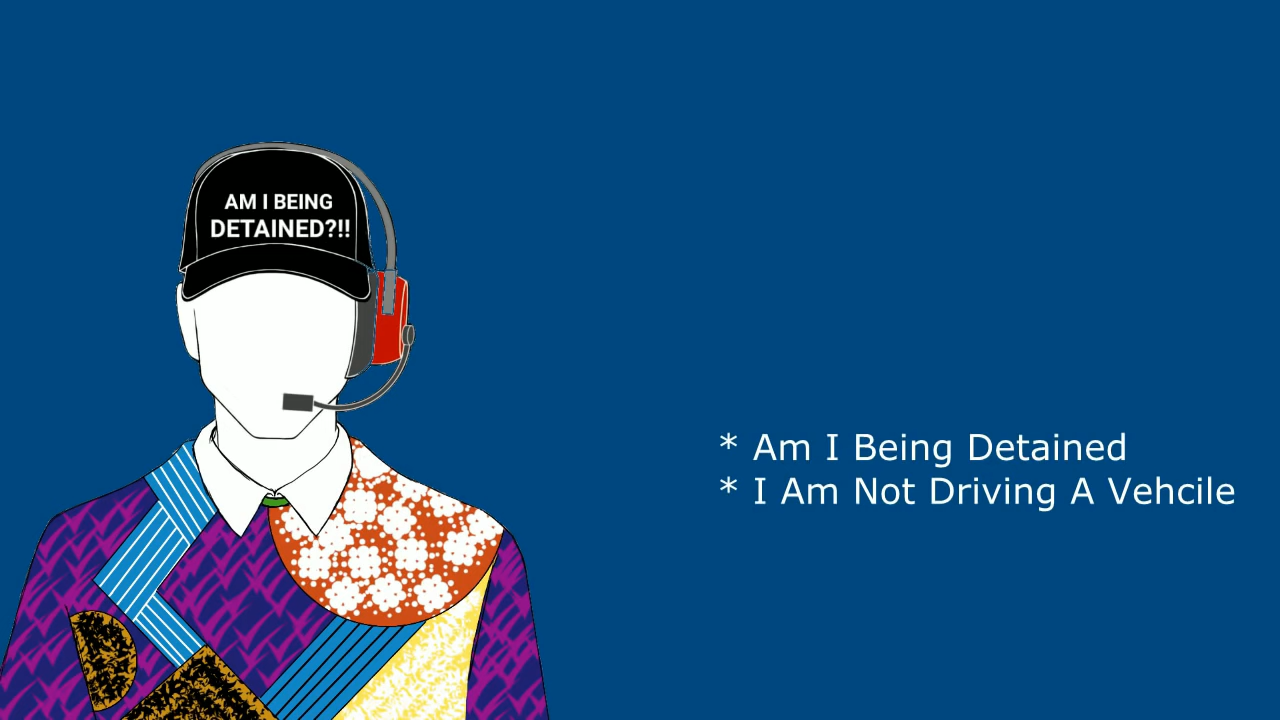 AM I BEING
DETAINED?!!
* Am I Being Detained
* I Am Not Driving A Vehcile